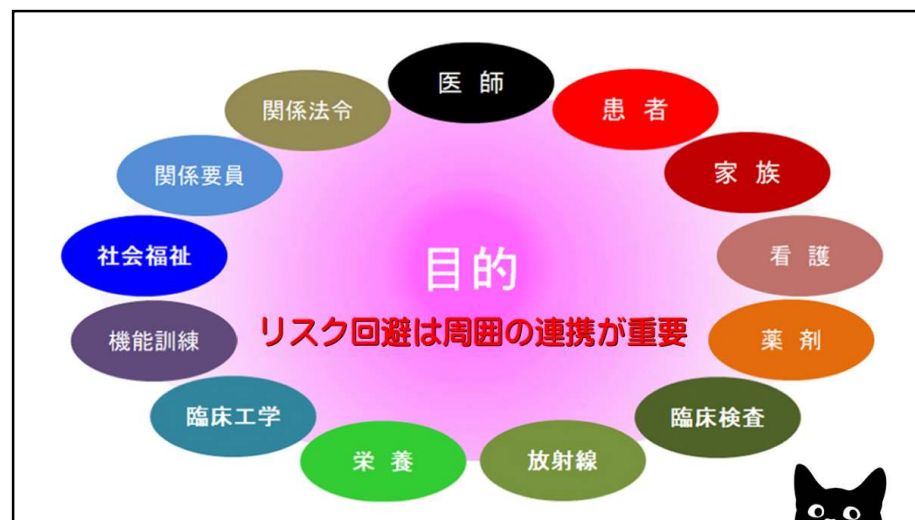 医 師
患 者
家 族
看 護
薬 剤
臨床検査
放射線
栄 養
臨床工学
機能訓練
社会福祉
関係要員
関係法令
目的
リスク回避は周囲の連携が重要